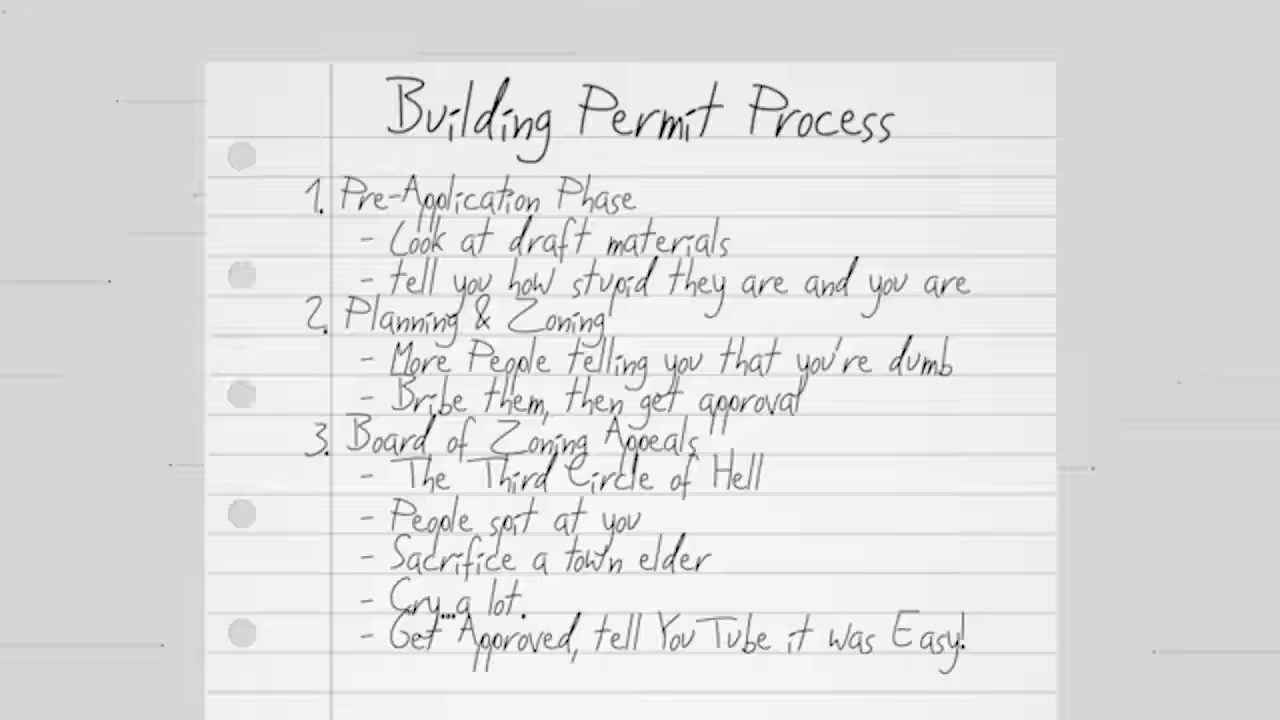 Building Permit Process
1. Pre-Application Phase
- Look at draft materials
- tell you how stupid they are and you are
2. Planning & Zoning
- More People telling you that you're dumb
- Bribe them, then get approval
3. Board of Zoning Appeals
- The Third Circle of Hell
- People spit at you
- Sacrifice a town elder
- Cry...a lot.
- Get Approved, tell YouTube it was Easy!